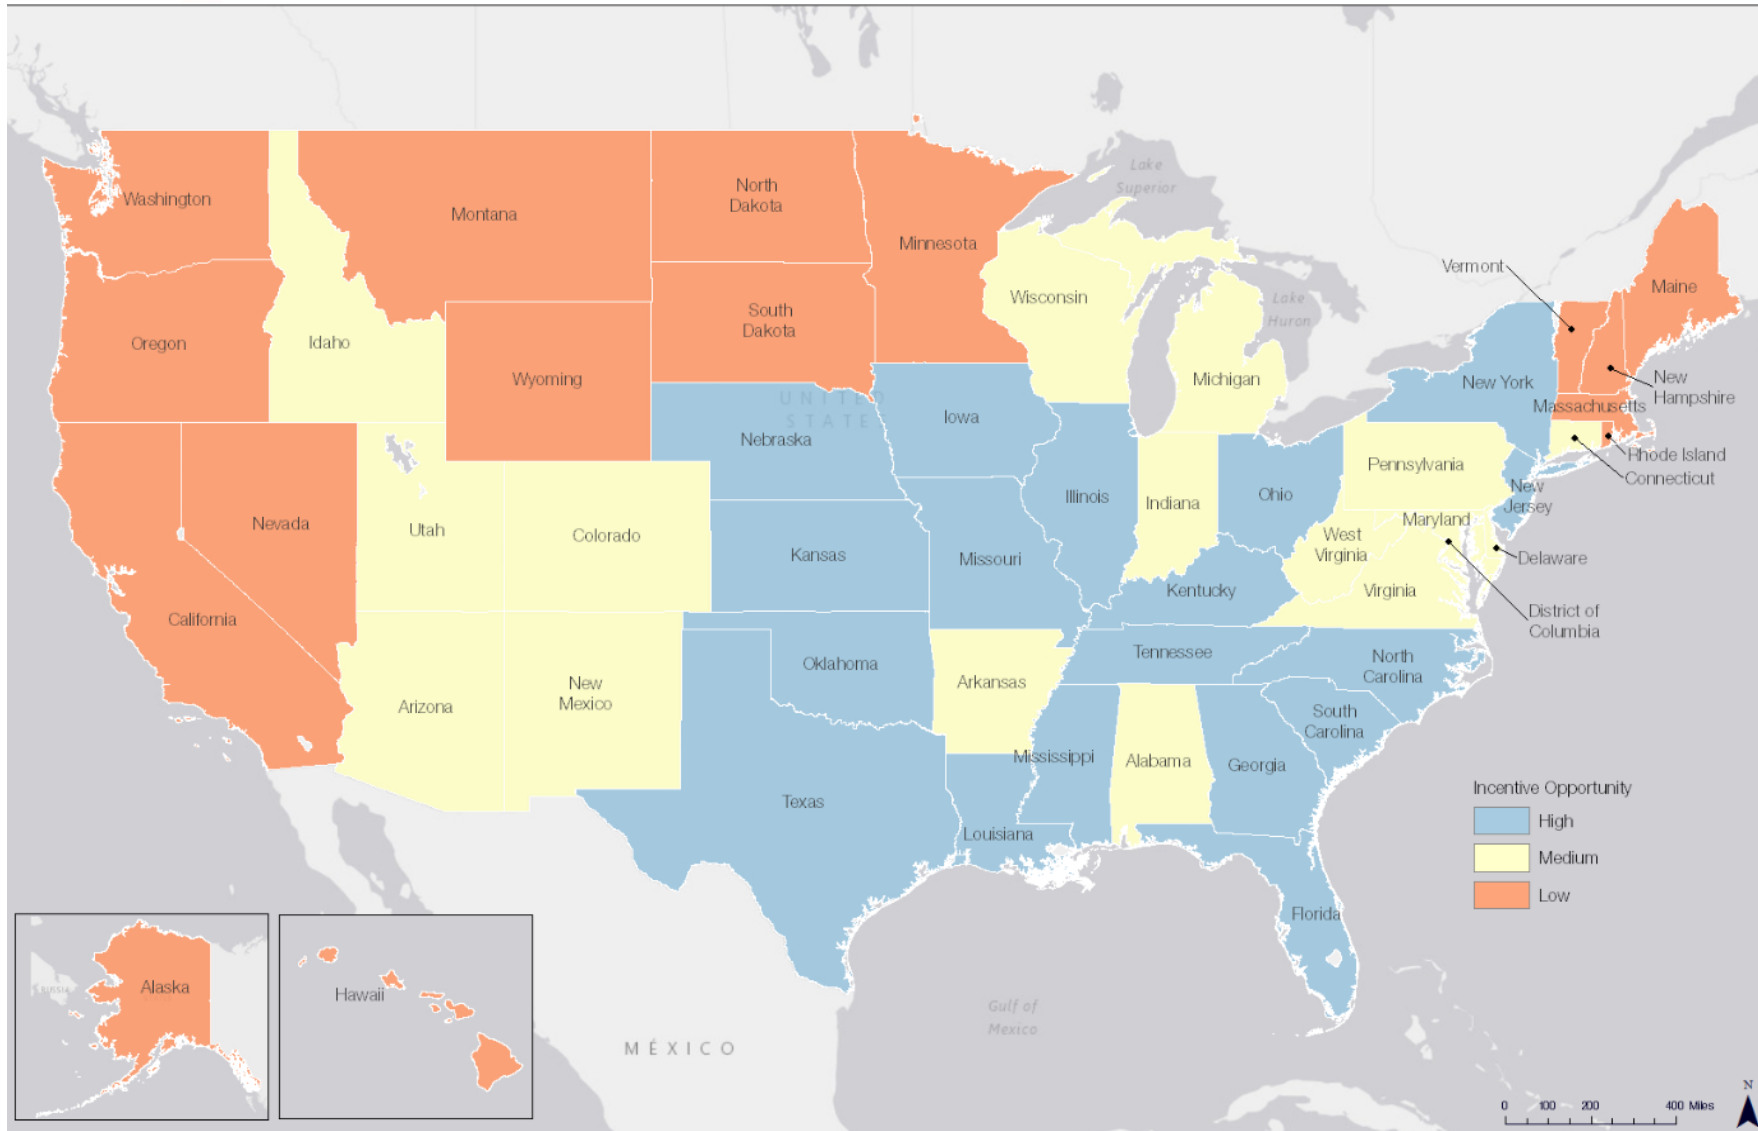 Lake
Superior
Washington
North
Dakota
Montana
Minnesota
Vermont
Maine
Wisconsin
Lake
Huron
South
Dakota
Oregon
Idaho
Wyoming
Michigan
New York
New
Hampshire
UNITED
STATES
Massachusetts
Iowa
Nebraska
Rhode Island
Pennsylvania
Connecticut
Illinois
Ohio
New
Jersey
Indiana
Nevada
Utah
Colorado
Maryland
West
Virginia
Kansas
Missouri
Delaware
Kentucky
Virginia
California
District of
Columbia
Tennessee
Oklahoma
North
Carolina
Arkansas
New
Mexico
Arizona
South
Carolina
Mississippi
Alabama
Georgia
Texas
Louisiana
Incentive Opportunity
High
Medium
Low
Florida
Alaska
RUSSIA
Hawaii
Gulf of
Mexico
MÉXICO
N
0 100 200 400 Miles